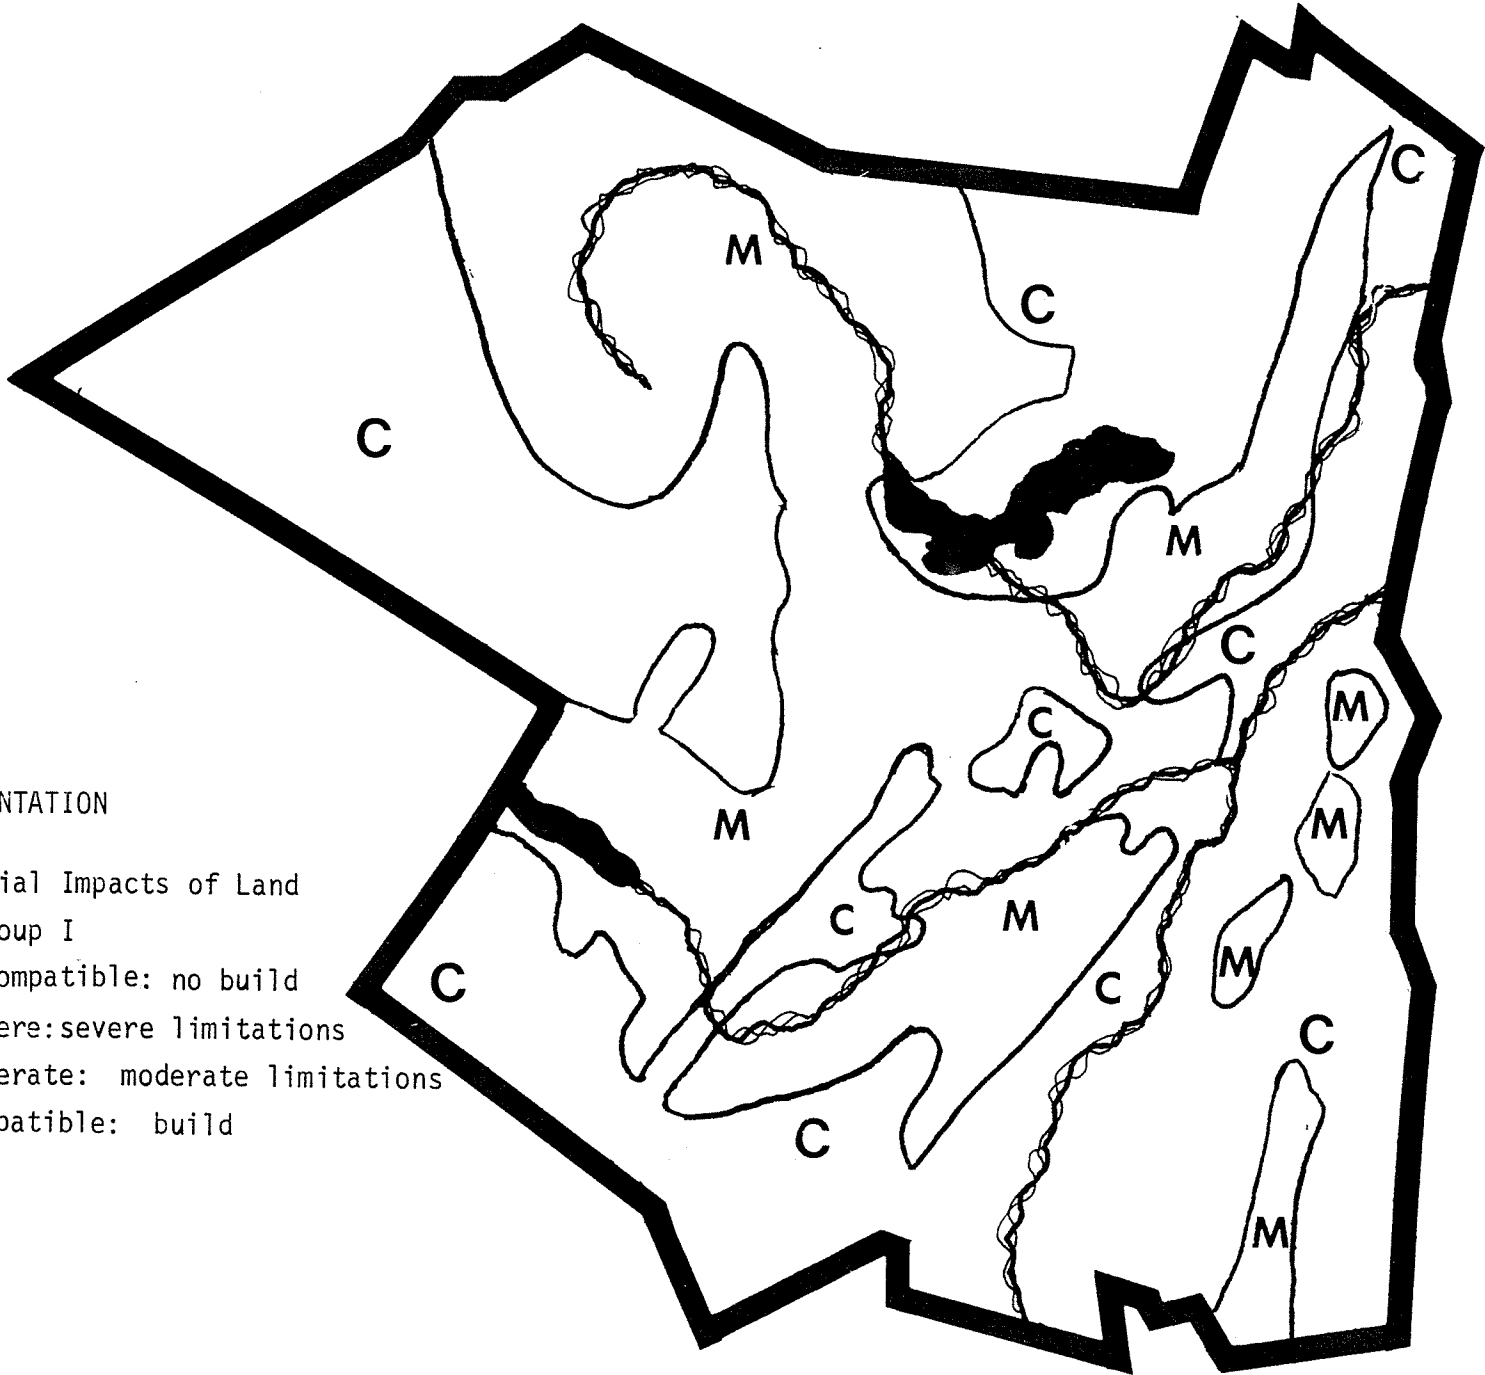 C
M
C
C
M
C
M
C
M
M
NTATION
M
ial Impacts of Land
oup I
C
M
C
M
ompatible: no build
C
ere:severe limitations
C
erate: moderate limitations
patible: build
C
M